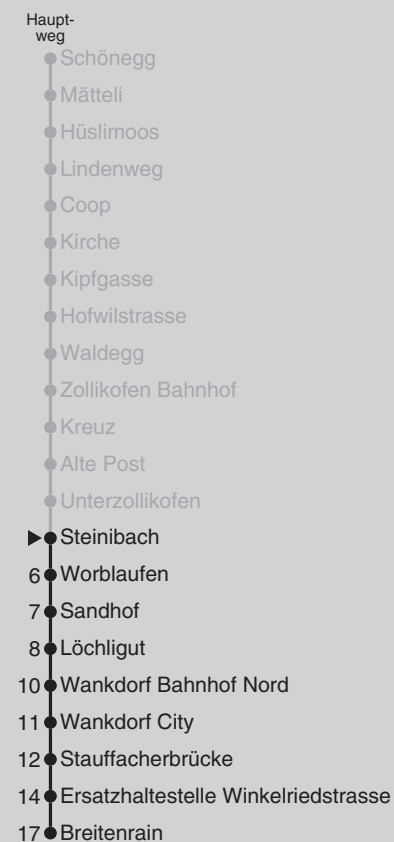 Haupt-
weg
Schönegg
Mätteli
Hüslimoos
Lindenweg
Coop
Kirche
Kipfgasse
Hofwilstrasse
Waldegg
Zollikofen Bahnhof
Kreuz
Alte Post
Unterzollikofen
Steinibach
6 Worblaufen
7 Sandhof
8 Löchligut
10 Wankdorf Bahnhof Nord
11 Wankdorf City
12 Stauffacherbrücke
14 Ersatzhaltestelle Winkelriedstrasse
17 Breitenrain